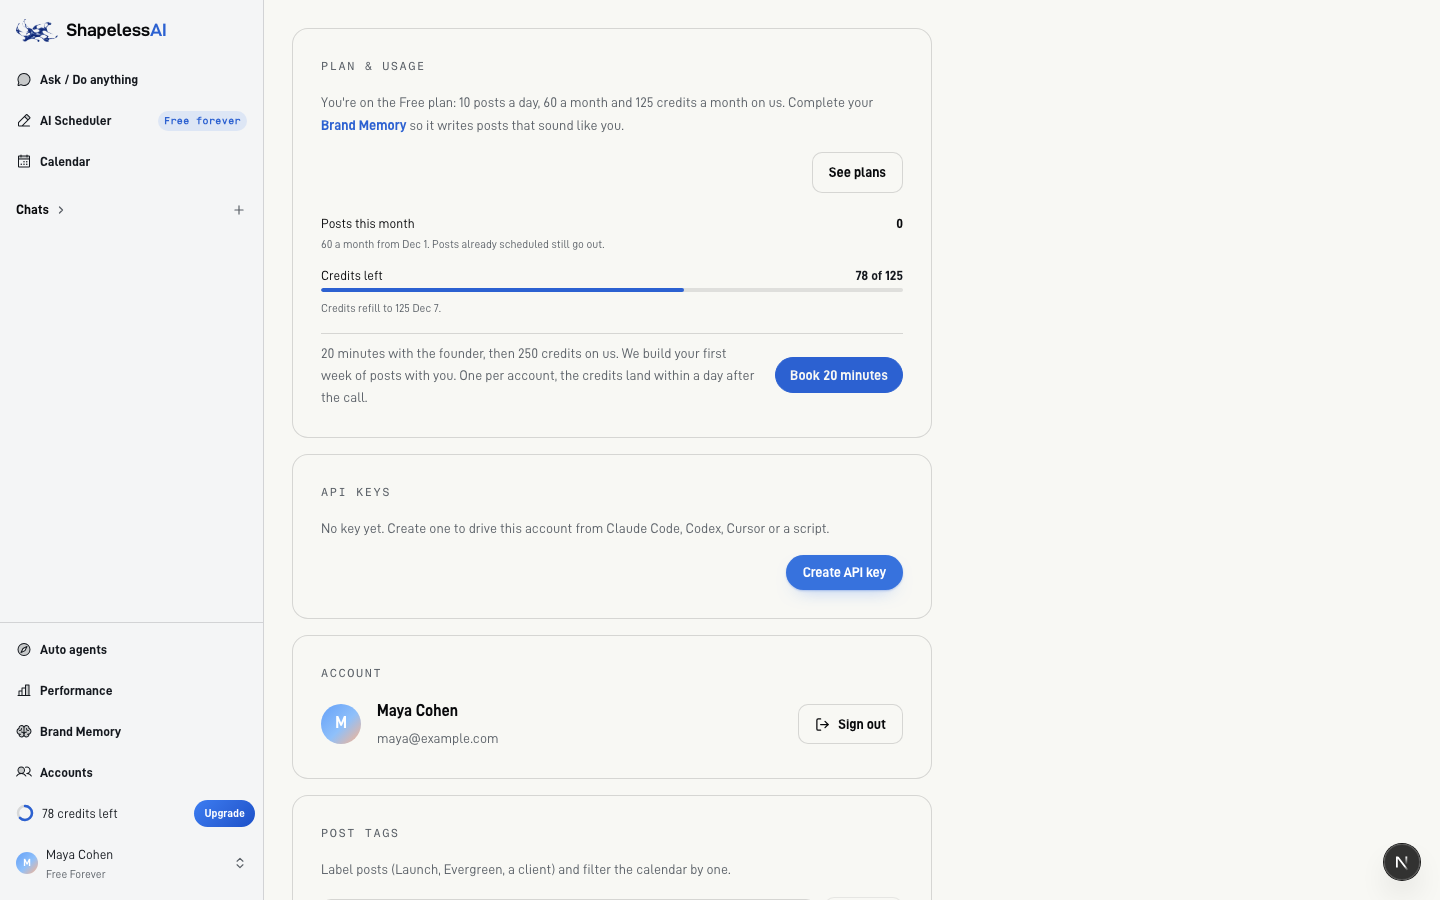 ShapelessAI
Ask / Do anything
AI Scheduler
Free forever
Calendar
Chats
Auto agents
Performance
Brand Memory
Accounts
78 credits left
Upgrade
M
Maya Cohen
Free Forever
PLAN & USAGE
You're on the Free plan: 10 posts a day, 60 a month and 125 credits a month on us. Complete your
Brand Memory so it writes posts that sound like you.
See plans
Posts this month
0
60 a month from Dec 1. Posts already scheduled still go out.
Credits left
78 of 125
Credits refill to 125 Dec 7.
20 minutes with the founder, then 250 credits on us. We build your first
week of posts with you. One per account, the credits land within a day after
the call.
Book 20 minutes
API KEYS
No key yet. Create one to drive this account from Claude Code, Codex, Cursor or a script.
Create API key
ACCOUNT
M
Maya Cohen
maya@example.com
Sign out
POST TAGS
Label posts (Launch, Evergreen, a client) and filter the calendar by one.
N